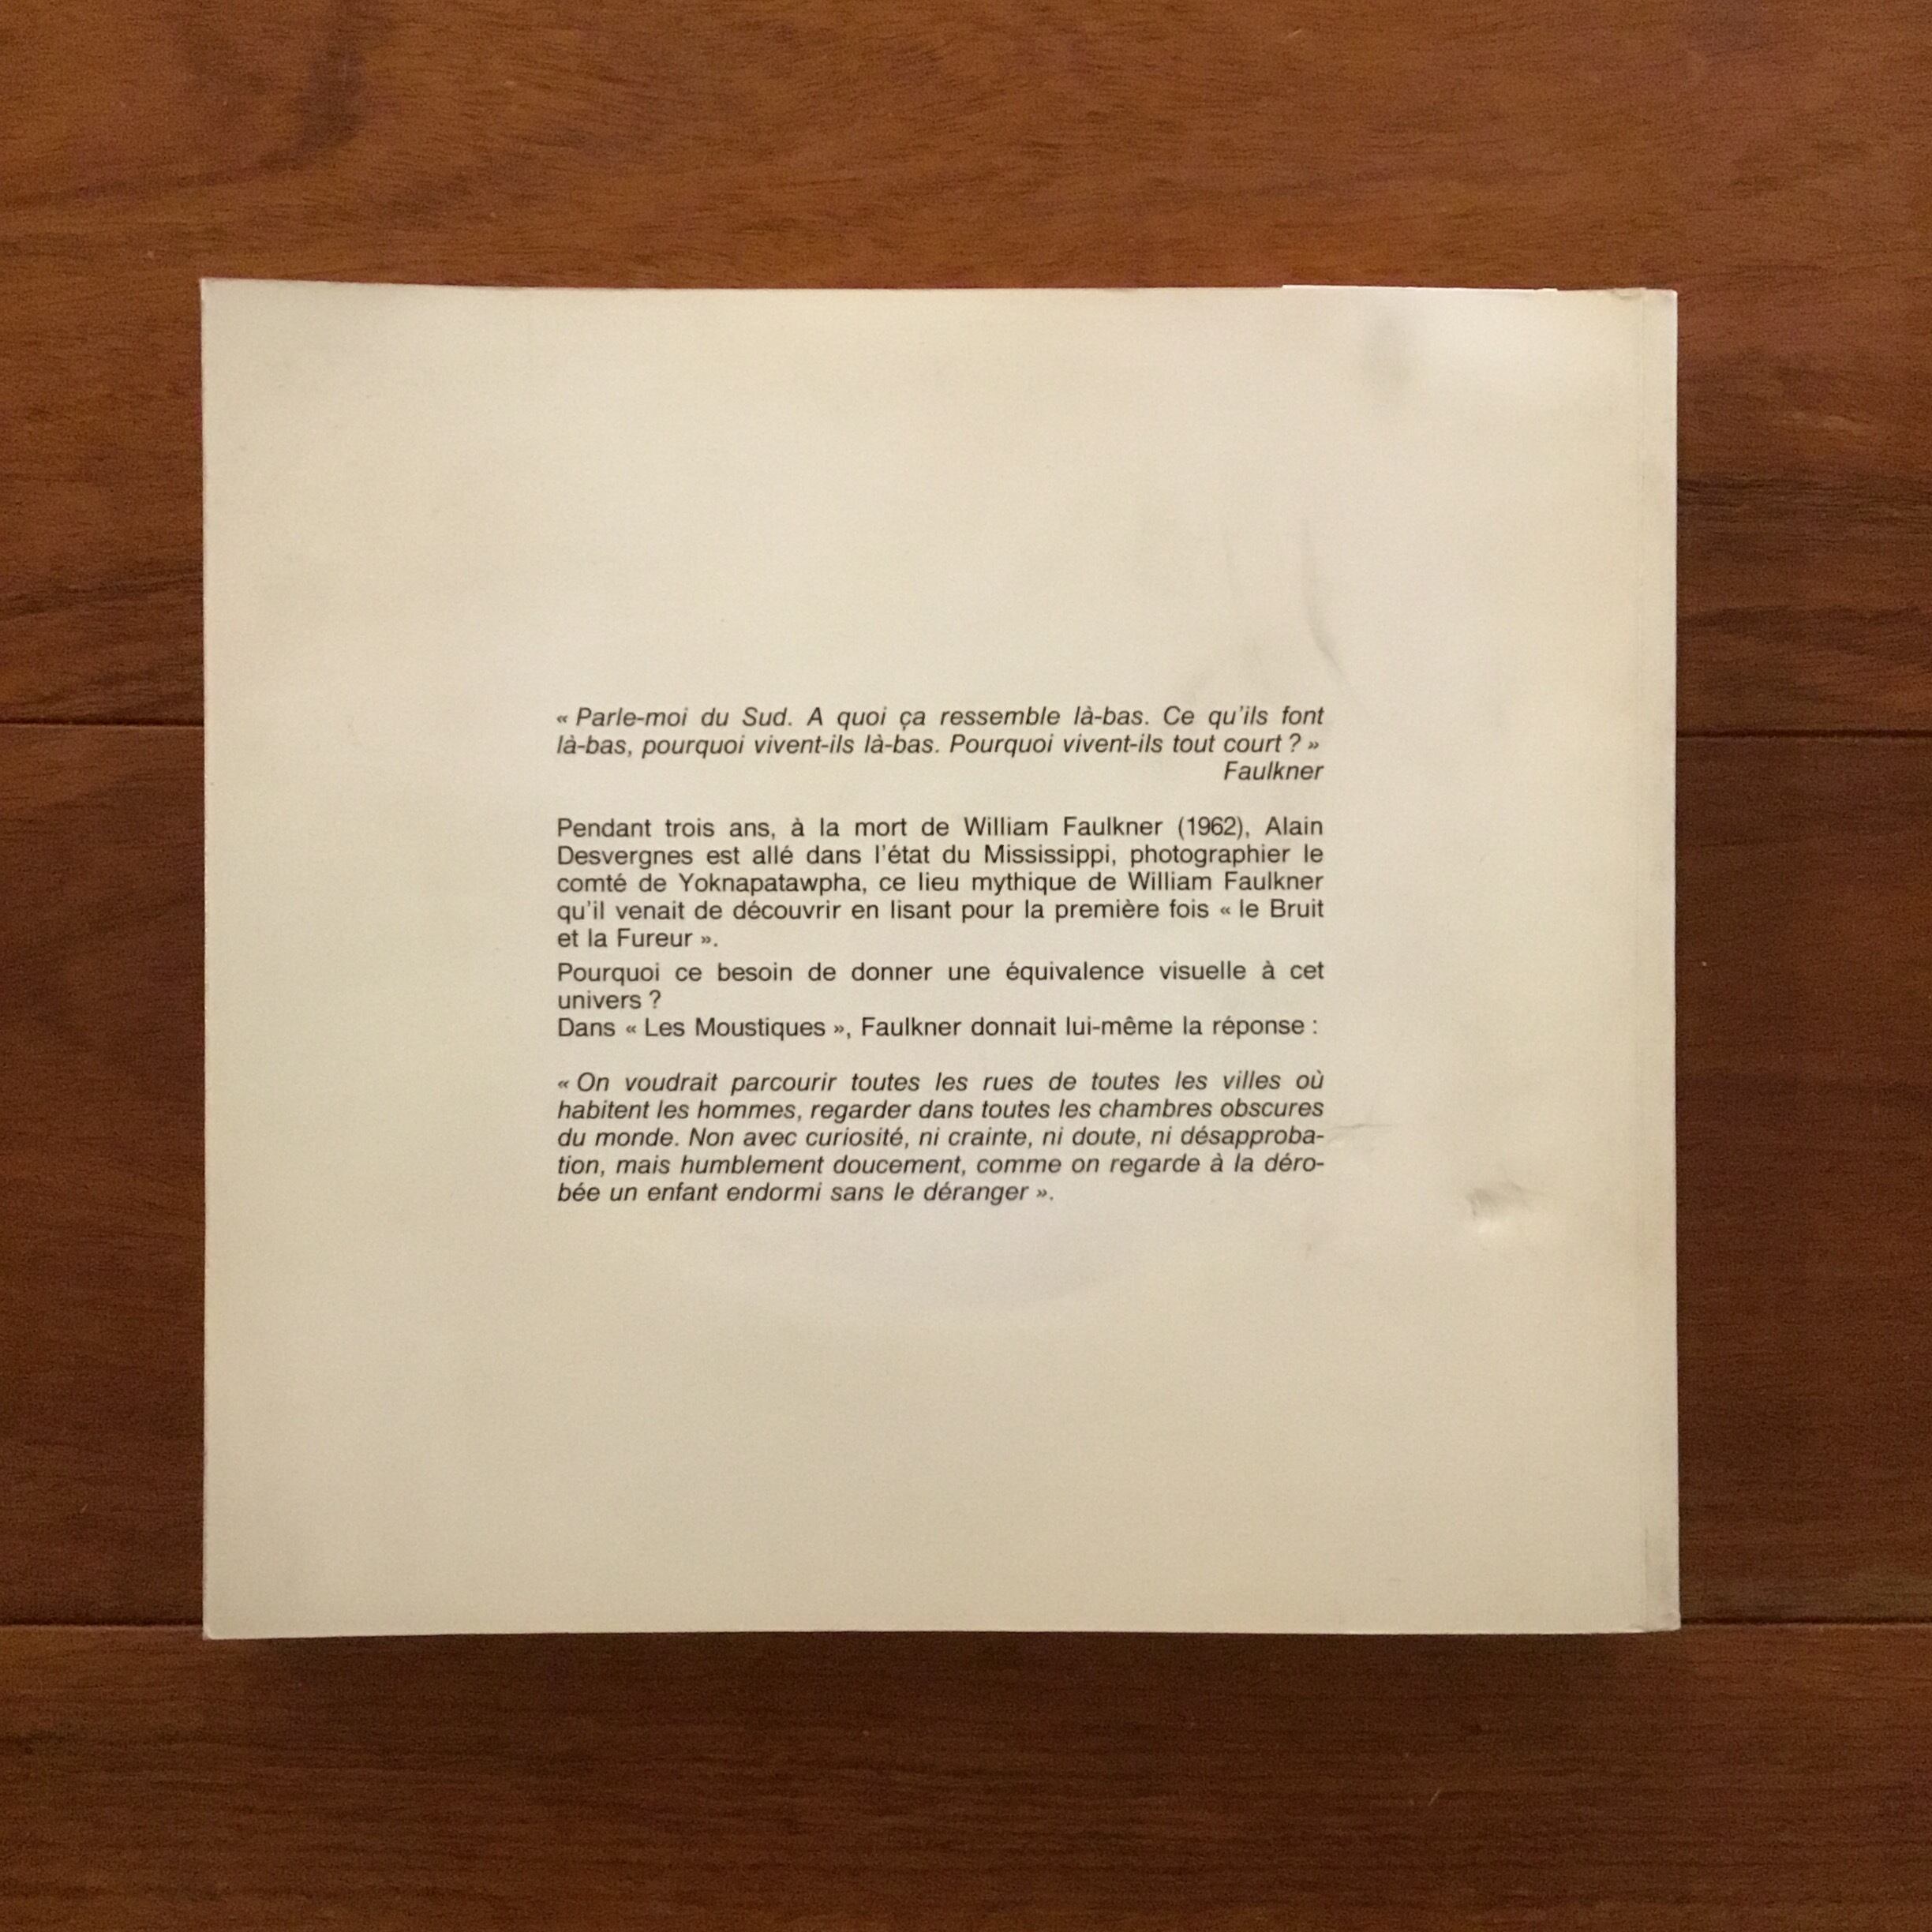 « Parle-moi du Sud. A quoi ça ressemble là-bas. Ce qu'ils font
là-bas, pourquoi vivent-ils là-bas. Pourquoi vivent-ils tout court ? »
Faulkner
Pendant trois ans, à la mort de William Faulkner (1962), Alain
Desvergnes est allé dans l'état du Mississippi, photographier le
comté de Yoknapatawpha, ce lieu mythique de William Faulkner
qu'il venait de découvrir en lisant pour la première fois « le Bruit
et la Fureur ».
Pourquoi ce besoin de donner une équivalence visuelle à cet
univers ?
Dans « Les Moustiques », Faulkner donnait lui-même la réponse :
« On voudrait parcourir toutes les rues de toutes les villes où
habitent les hommes, regarder dans toutes les chambres obscures
du monde. Non avec curiosité, ni crainte, ni doute, ni désapproba-
tion, mais humblement doucement, comme on regarde à la déro-
bée un enfant endormi sans le déranger ».